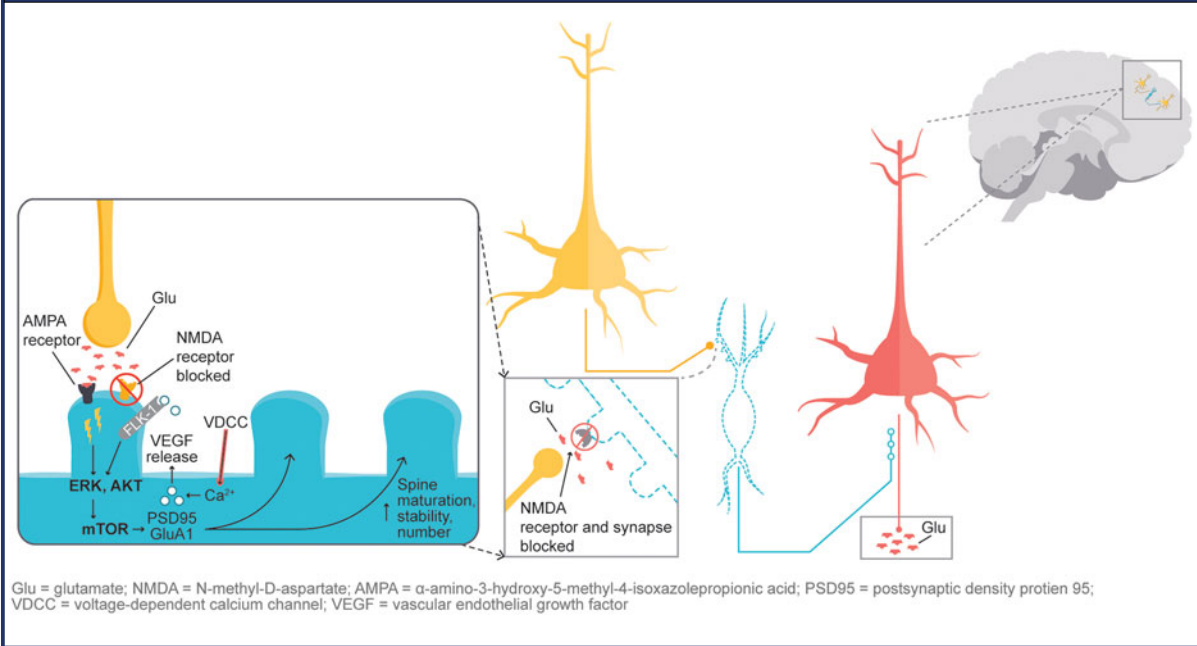 Glu
AMPA
receptor
NMDA
receptor
blocked
FLK-1
VEGF
release
VDCC
ERK, AKT
Ca²⁺
mTOR
PSD95
GluA1
Spine
maturation,
↑ stability,
number
Glu
NMDA
receptor and synapse
blocked
Glu
Glu = glutamate; NMDA = N-methyl-D-aspartate; AMPA = α-amino-3-hydroxy-5-methyl-4-isoxazolepropionic acid; PSD95 = postsynaptic density protien 95;
VDCC = voltage-dependent calcium channel; VEGF = vascular endothelial growth factor